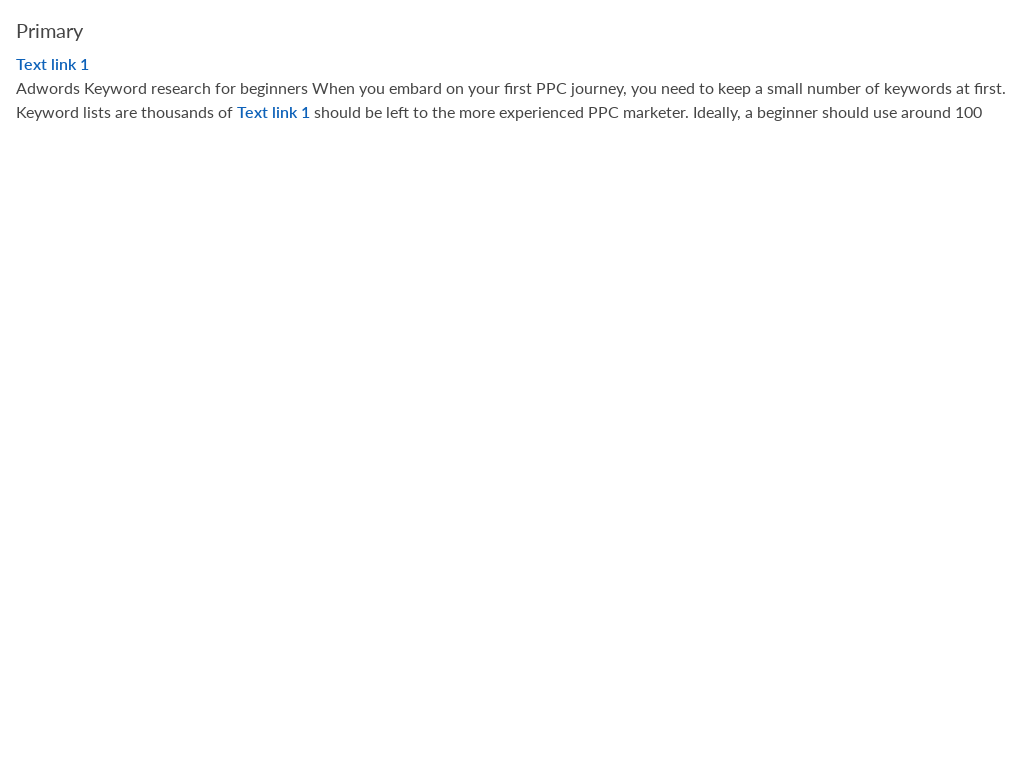 Primary
Text link 1
Adwords Keyword research for beginners When you embard on your first PPC journey, you need to keep a small number of keywords at first.
Keyword lists are thousands of Text link 1 should be left to the more experienced PPC marketer. Ideally, a beginner should use around 100